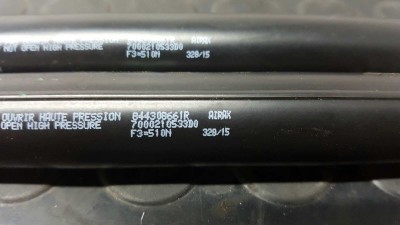 NOT OPEN HIGH PRESSURE 700021053300 AIRAX
F3=510N 328/15
OUVRIR HAUTE PRESSION 844308661R AIRAX
OPEN HIGH PRESSURE 700021053300 328/15
F3=510N